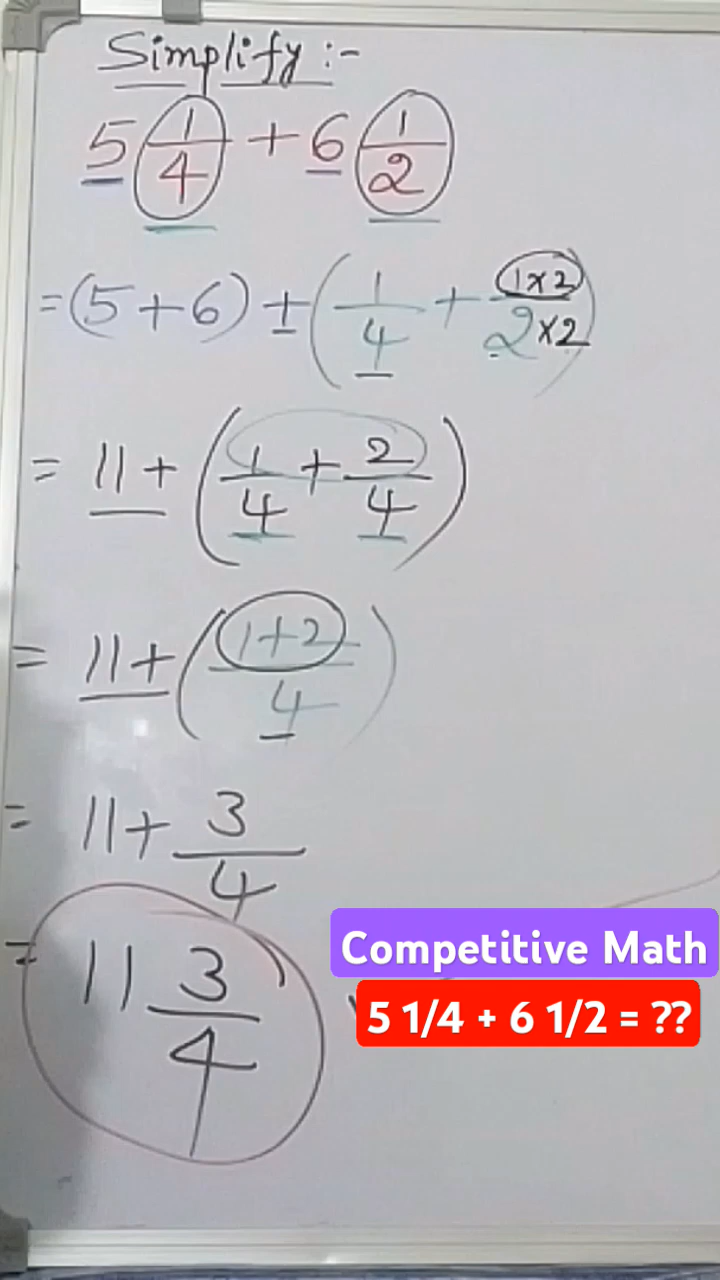 Simplify :-
5 1/4 + 6 1/2
= (5+6) + (1/4 + 1×2/2×2)
= 11 + (1/4 + 2/4)
= 11 + (1+2/4)
= 11 + 3/4
= 11 3/4
Competitive Math
5 1/4 + 6 1/2 = ??